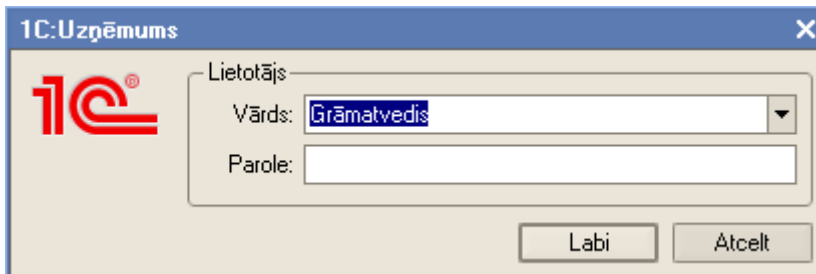 1C:Uzņēmums
1C®
Lietotājs
Vārds: Grāmatvedis
Parole:
Labi Atcelt